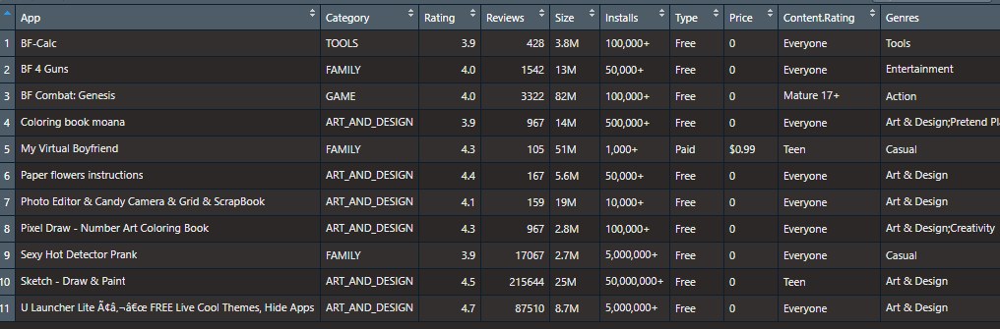 App Category Rating Reviews Size Installs Type Price Content.Rating Genres
1 BF-Calc TOOLS 3.9 428 3.8M 100,000+ Free 0 Everyone Tools
2 BF 4 Guns FAMILY 4.0 1542 13M 50,000+ Free 0 Everyone Entertainment
3 BF Combat: Genesis GAME 4.0 3322 82M 100,000+ Free 0 Mature 17+ Action
4 Coloring book moana ART_AND_DESIGN 3.9 967 14M 500,000+ Free 0 Everyone Art & Design;Pretend Pl
5 My Virtual Boyfriend FAMILY 4.3 105 51M 1,000+ Paid $0.99 Teen Casual
6 Paper flowers instructions ART_AND_DESIGN 4.4 167 5.6M 50,000+ Free 0 Everyone Art & Design
7 Photo Editor & Candy Camera & Grid & ScrapBook ART_AND_DESIGN 4.1 159 19M 10,000+ Free 0 Everyone Art & Design
8 Pixel Draw - Number Art Coloring Book ART_AND_DESIGN 4.3 967 2.8M 100,000+ Free 0 Everyone Art & Design;Creativity
9 Sexy Hot Detector Prank FAMILY 3.9 17067 2.7M 5,000,000+ Free 0 Everyone Casual
10 Sketch - Draw & Paint ART_AND_DESIGN 4.5 215644 25M 50,000,000+ Free 0 Teen Art & Design
11 U Launcher Lite Ã¢â‚¬â€œ FREE Live Cool Themes, Hide Apps ART_AND_DESIGN 4.7 87510 8.7M 5,000,000+ Free 0 Everyone Art & Design